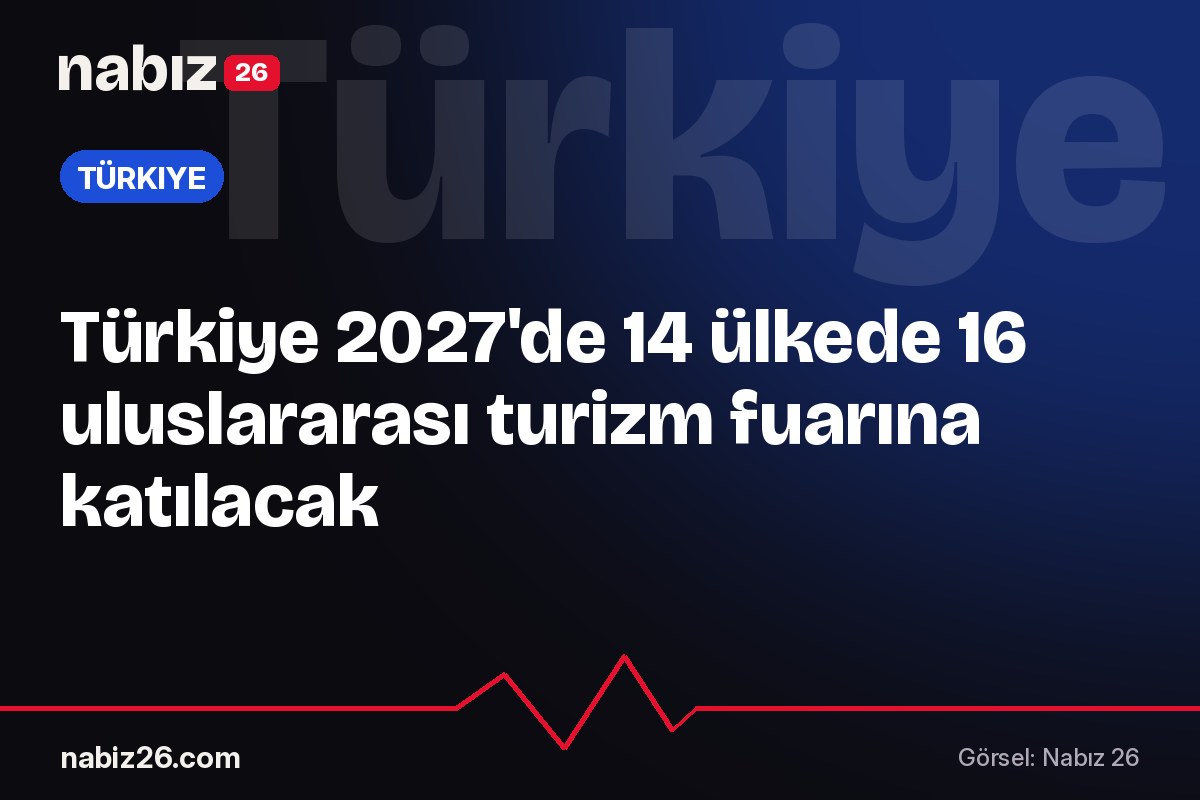 nabız 26
Türkiye
TÜRKIYE
Türkiye 2027'de 14 ülkede 16
uluslararası turizm fuarına
katılacak
nabiz26.com
Görsel: Nabız 26